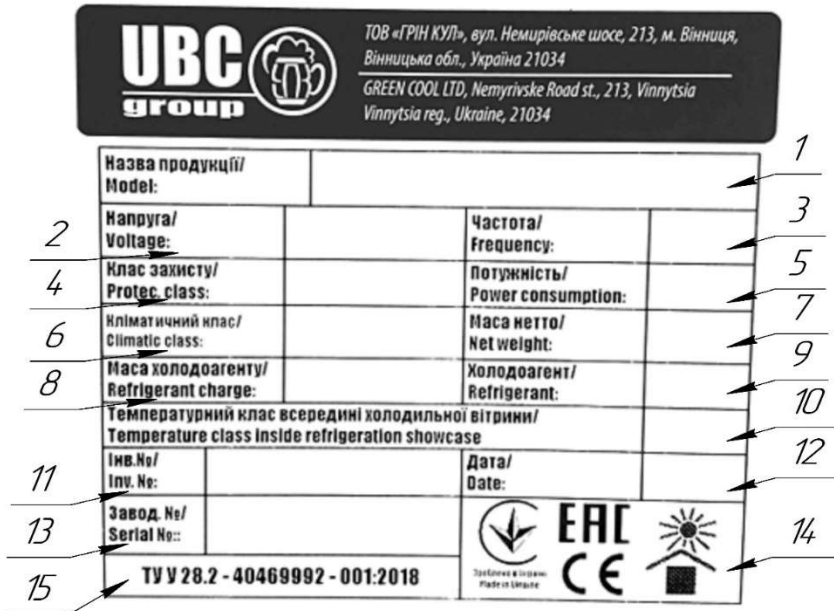 UBC
group
ТОВ «ГРІН КУЛ», вул. Немирівське шосе, 213, м. Вінниця,
Вінницька обл., Україна 21034
GREEN COOL LTD, Nemyrivske Road st., 213, Vinnytsia
Vinnytsia reg., Ukraine, 21034
Назва продукції/
Model:
1
Напруга/
Voltage:
2
Частота/
Frequency:
3
Клас захисту/
Protec. class:
4
Потужність/
Power consumption:
5
Кліматичний клас/
Climatic class:
6
Маса нетто/
Net weight:
7
Маса холодоагенту/
Refrigerant charge:
8
Холодоагент/
Refrigerant:
9
Температурний клас всередині холодильної вітрини/
Temperature class inside refrigeration showcase
10
Інв.№/
Inv. №:
11
Дата/
Date:
12
Завод. №/
Serial №::
13
Зроблено в Україні
Made in Ukraine
EAC
CE
14
ТУ У 28.2 - 40469992 - 001:2018
15